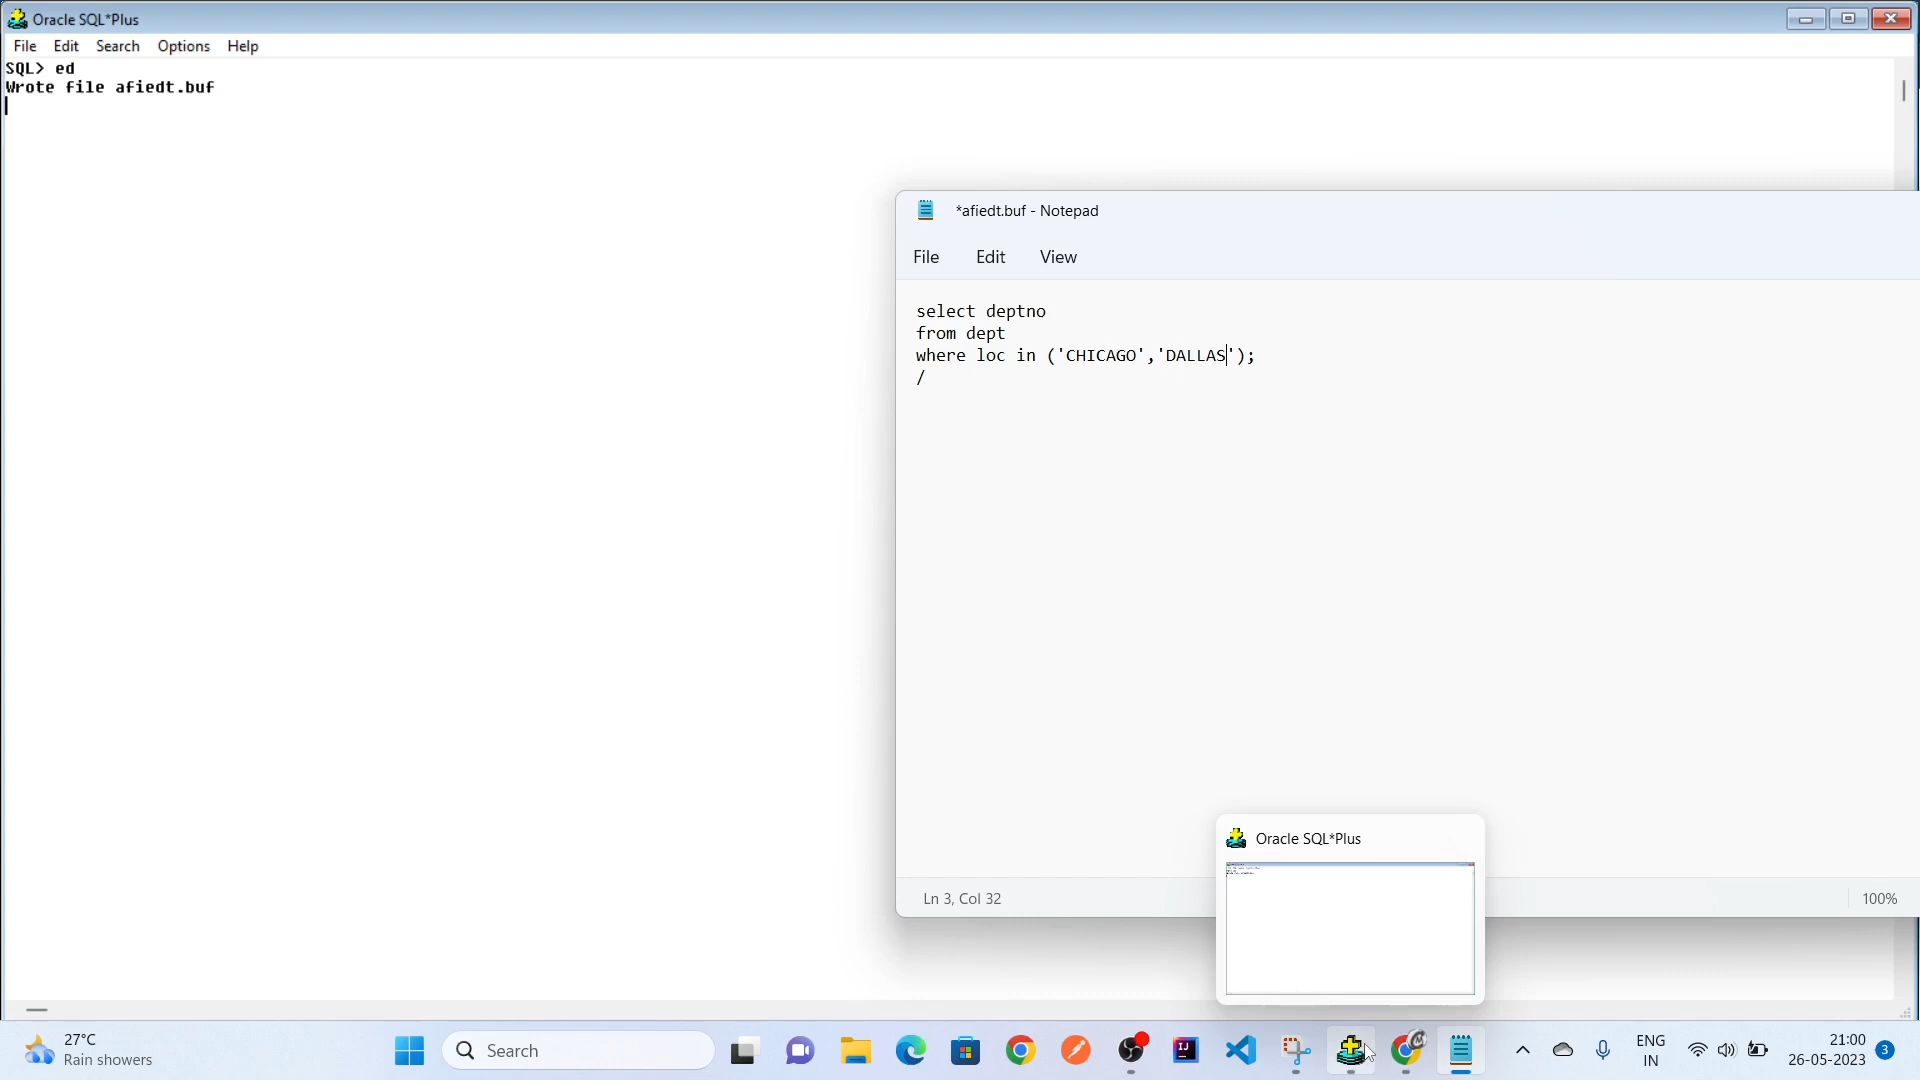 Oracle SQL*Plus
File Edit Search Options Help
SQL> ed
Wrote file afiedt.buf
*afiedt.buf - Notepad
File Edit View
select deptno
from dept
where loc in ('CHICAGO','DALLAS');
/
Oracle SQL*Plus
Ln 3, Col 32
100%
27°C
Rain showers
Search
ENG
IN
21:00
26-05-2023
3